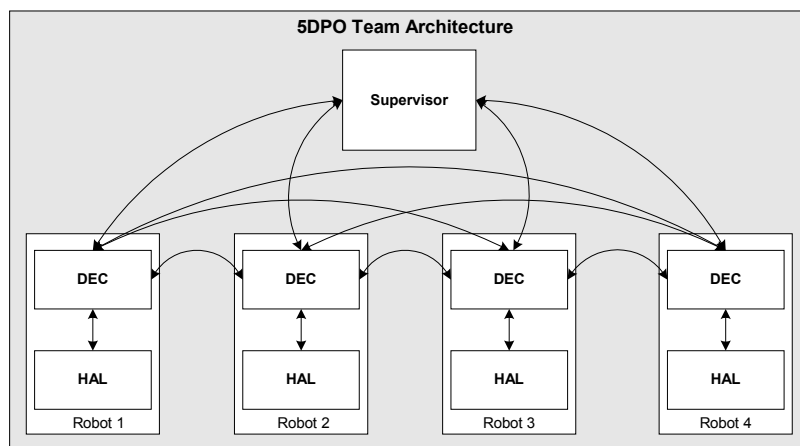 5DPO Team Architecture
Supervisor
DEC
DEC
DEC
DEC
HAL
HAL
HAL
HAL
Robot 1
Robot 2
Robot 3
Robot 4